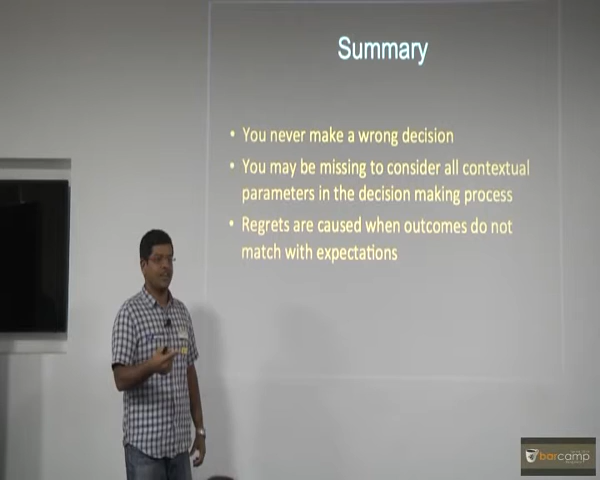 Summary
• You never make a wrong decision
• You may be missing to consider all contextual
parameters in the decision making process
• Regrets are caused when outcomes do not
match with expectations
barcamp